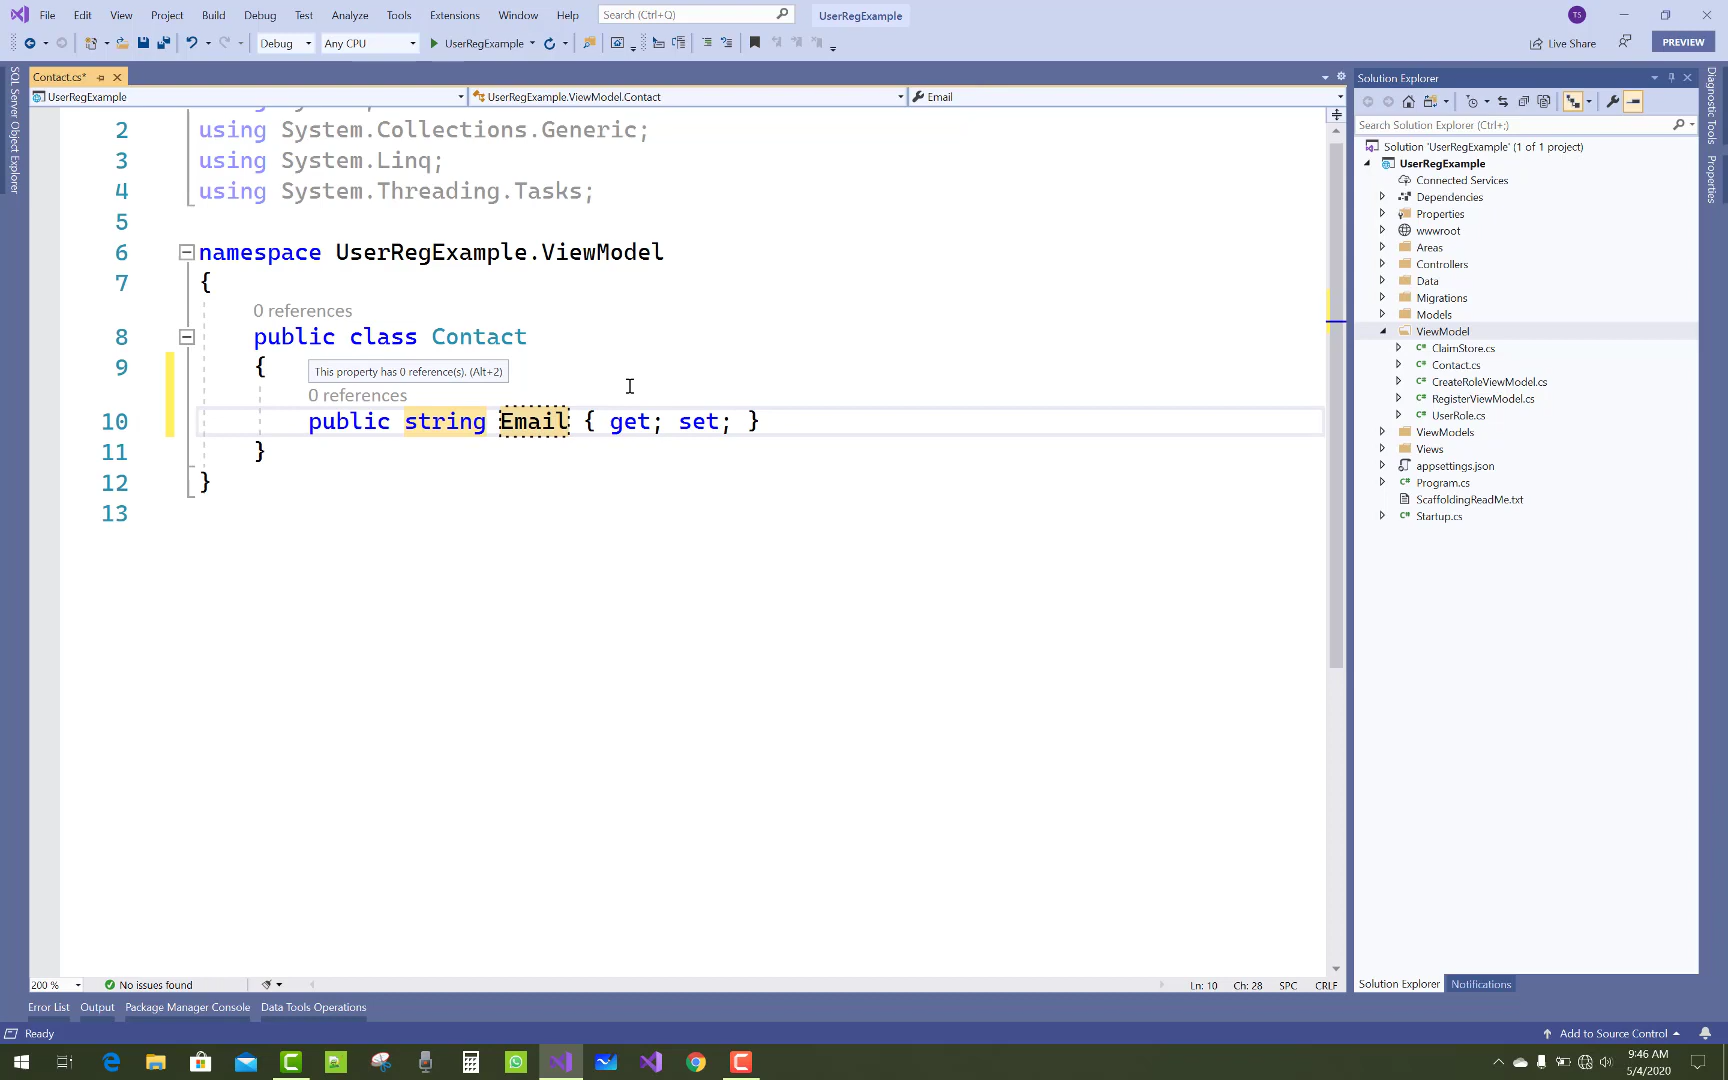 File Edit View Project Build Debug Test Analyze Tools Extensions Window Help Search (Ctrl+Q) UserRegExample TS
Debug Any CPU UserRegExample Live Share PREVIEW
Contact.cs*
UserRegExample UserRegExample.ViewModel.Contact Email
2 using System.Collections.Generic;
3 using System.Linq;
4 using System.Threading.Tasks;
5
6 namespace UserRegExample.ViewModel
7 {
0 references
8 public class Contact
9 {
This property has 0 reference(s). (Alt+2)
0 references
10 public string Email { get; set; }
11 }
12 }
13
200 % No issues found Ln: 10 Ch: 28 SPC CRLF
Error List Output Package Manager Console Data Tools Operations
SQL Server Object Explorer
Solution Explorer
Search Solution Explorer (Ctrl+;)
Solution 'UserRegExample' (1 of 1 project)
UserRegExample
Connected Services
Dependencies
Properties
wwwroot
Areas
Controllers
Data
Migrations
Models
ViewModel
C# ClaimStore.cs
C# Contact.cs
C# CreateRoleViewModel.cs
C# RegisterViewModel.cs
C# UserRole.cs
ViewModels
Views
appsettings.json
C# Program.cs
ScaffoldingReadMe.txt
C# Startup.cs
Solution Explorer Notifications
Diagnostic Tools
Properties
Ready Add to Source Control
9:46 AM
5/4/2020